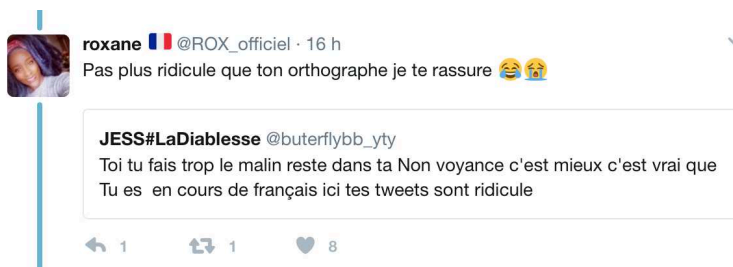 roxane 🇫🇷 @ROX_officiel · 16 h
Pas plus ridicule que ton orthographe je te rassure 😂😭
JESS#LaDiablesse @buterflybb_yty
Toi tu fais trop le malin reste dans ta Non voyance c'est mieux c'est vrai que
Tu es  en cours de français ici tes tweets sont ridicule
1 1 8